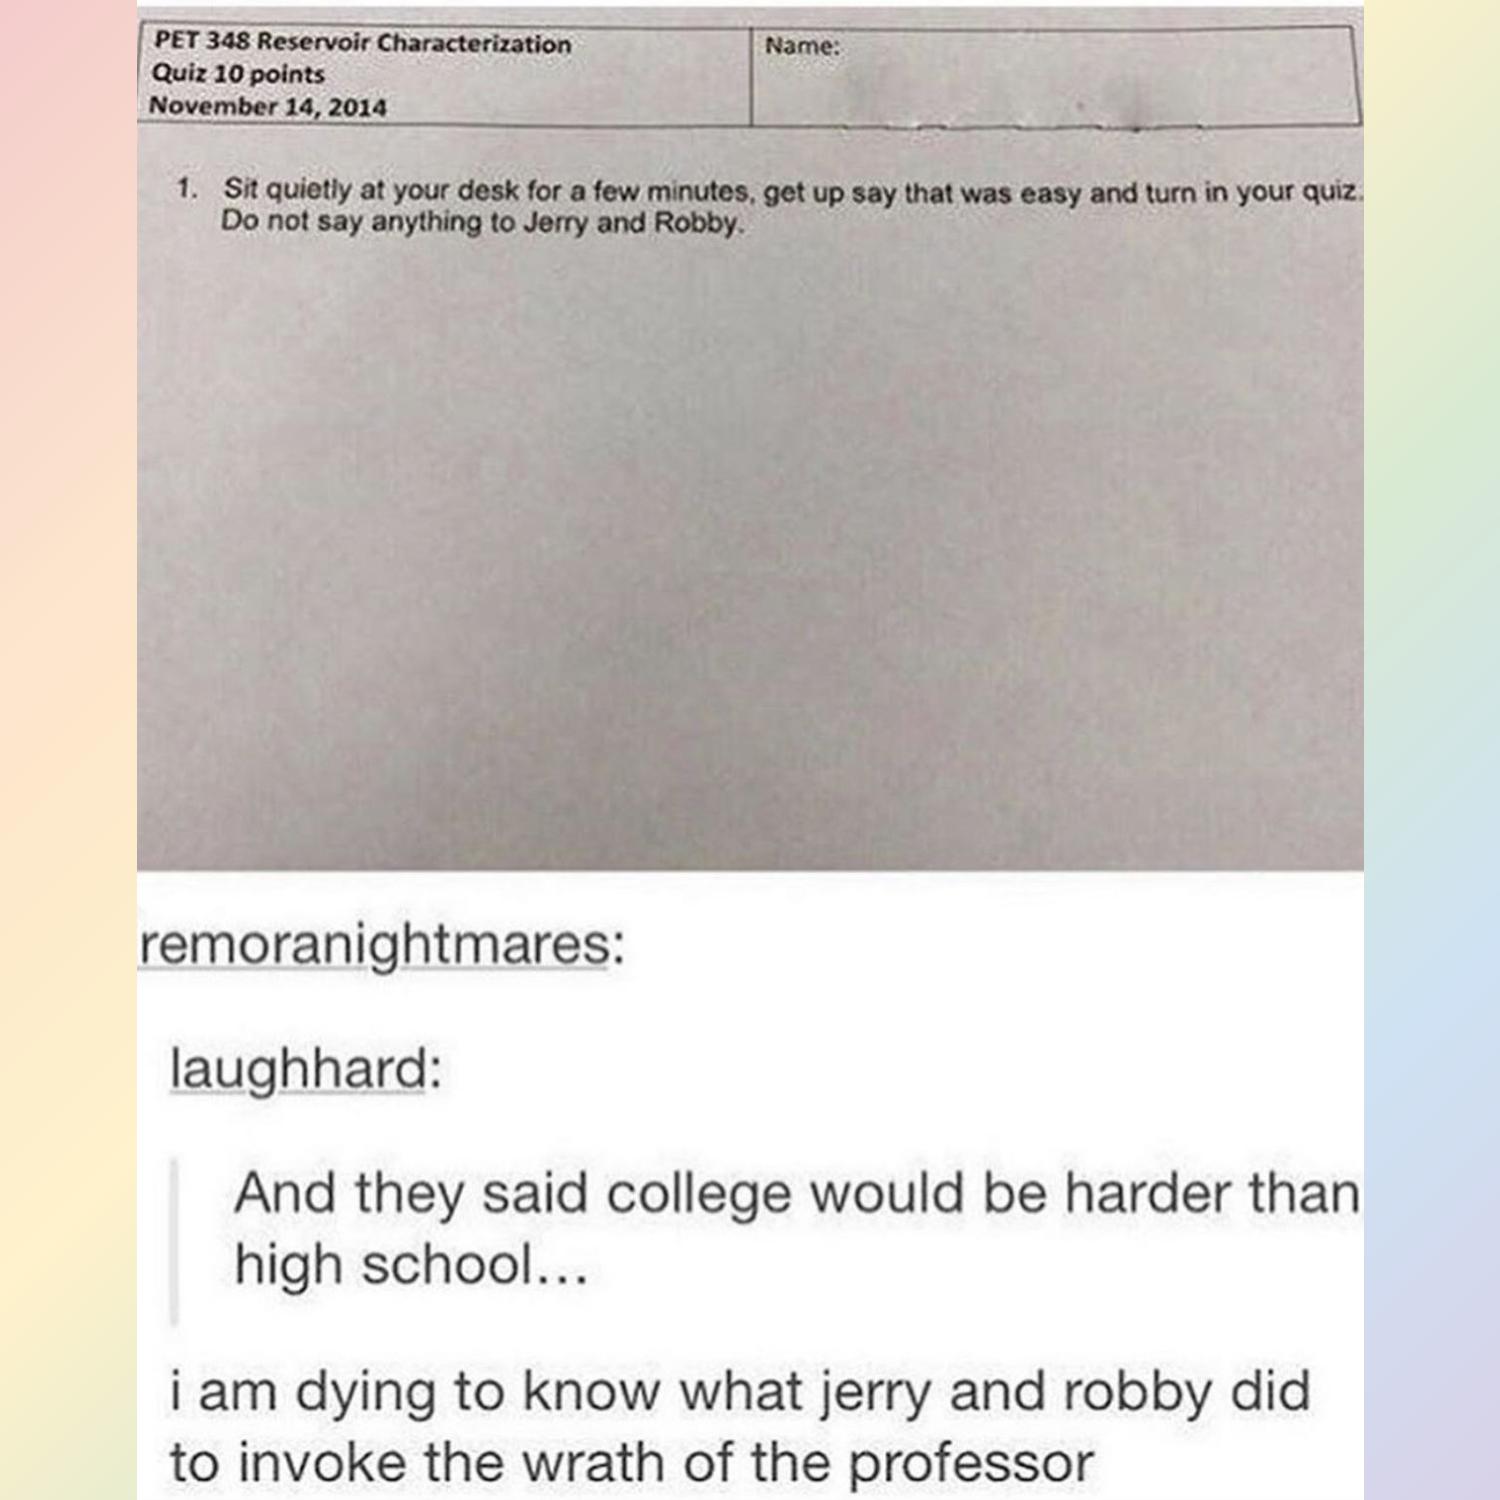 PET 348 Reservoir Characterization
Quiz 10 points
November 14, 2014
Name:
1. Sit quietly at your desk for a few minutes, get up say that was easy and turn in your quiz.
Do not say anything to Jerry and Robby.
remoranightmares:
laughhard:
And they said college would be harder than
high school...
i am dying to know what jerry and robby did
to invoke the wrath of the professor